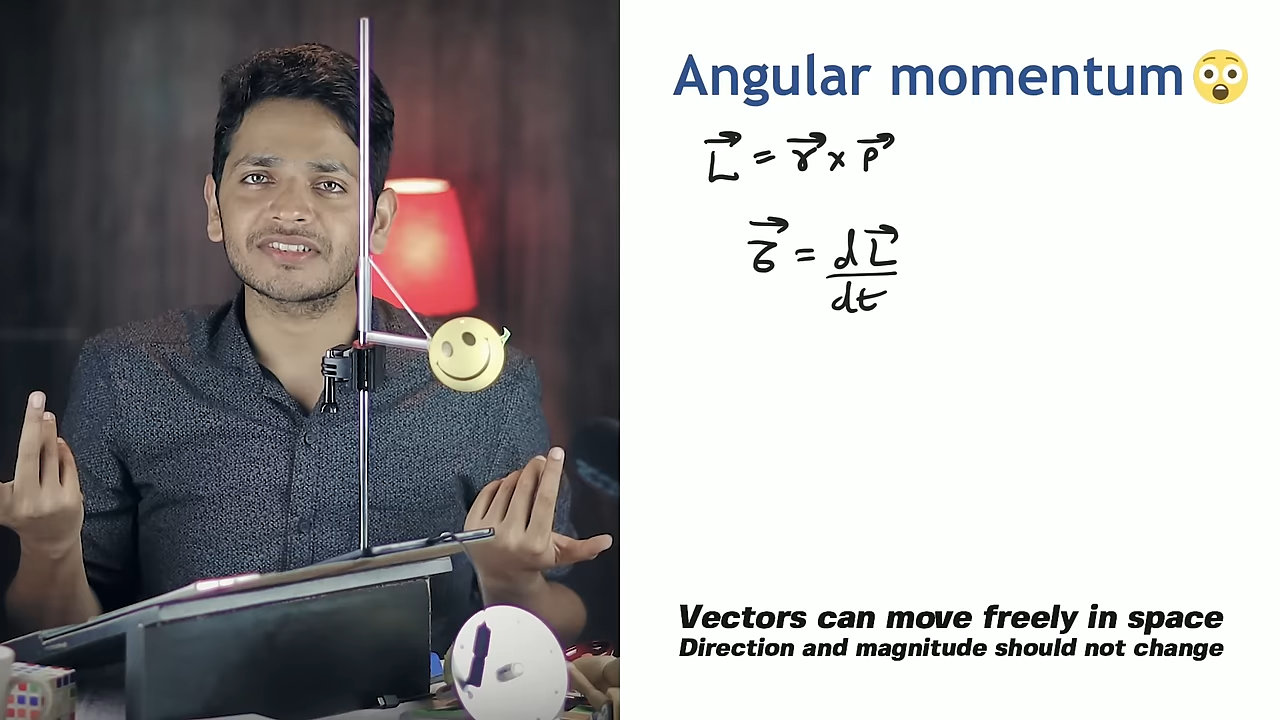 Angular momentum😲
L⃗ = r⃗ × p⃗
τ⃗ = dL⃗/dt
Vectors can move freely in space
Direction and magnitude should not change